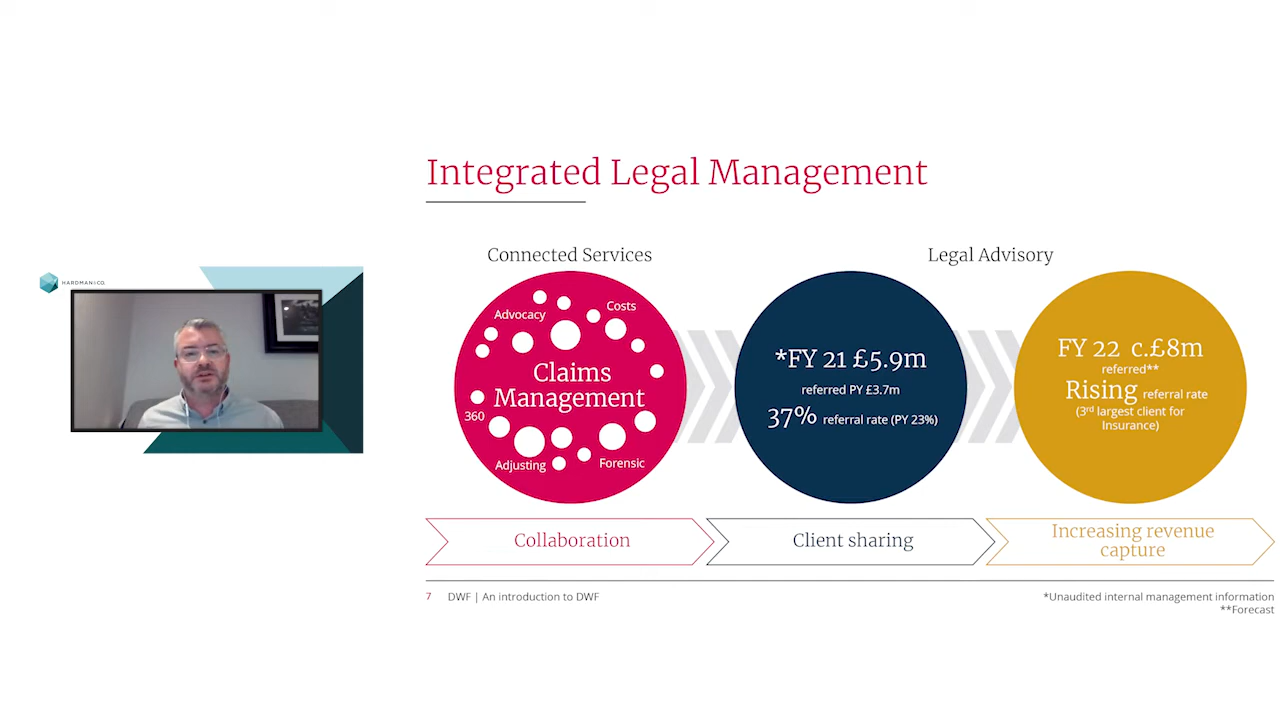 HARDMAN&CO.
Integrated Legal Management
Connected Services
Legal Advisory
Advocacy
Costs
Claims
Management
360
Adjusting
Forensic
*FY 21 £5.9m
referred PY £3.7m
37% referral rate (PY 23%)
FY 22 c.£8m
referred**
Rising referral rate
(3rd largest client for
Insurance)
Collaboration
Client sharing
Increasing revenue
capture
7 DWF | An introduction to DWF
*Unaudited internal management information
**Forecast